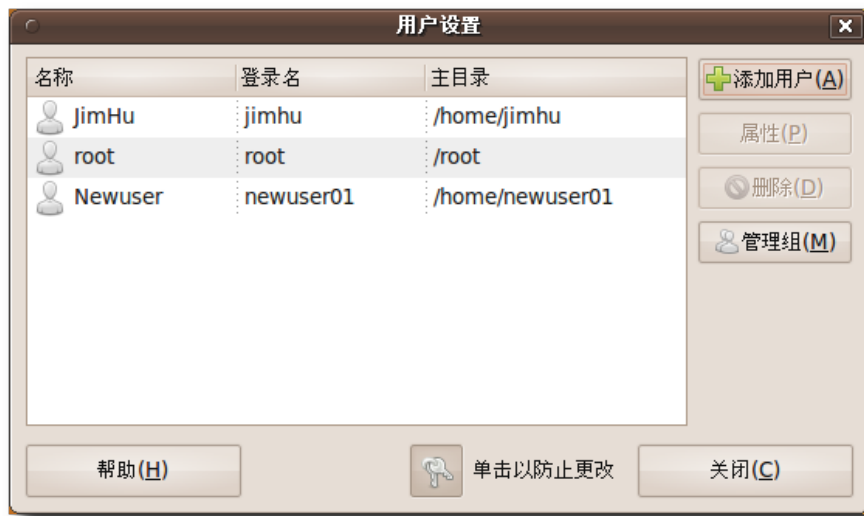 用户设置
名称 登录名 主目录
JimHu jimhu /home/jimhu
root root /root
Newuser newuser01 /home/newuser01
添加用户(A)
属性(P)
删除(D)
管理组(M)
帮助(H) 单击以防止更改 关闭(C)